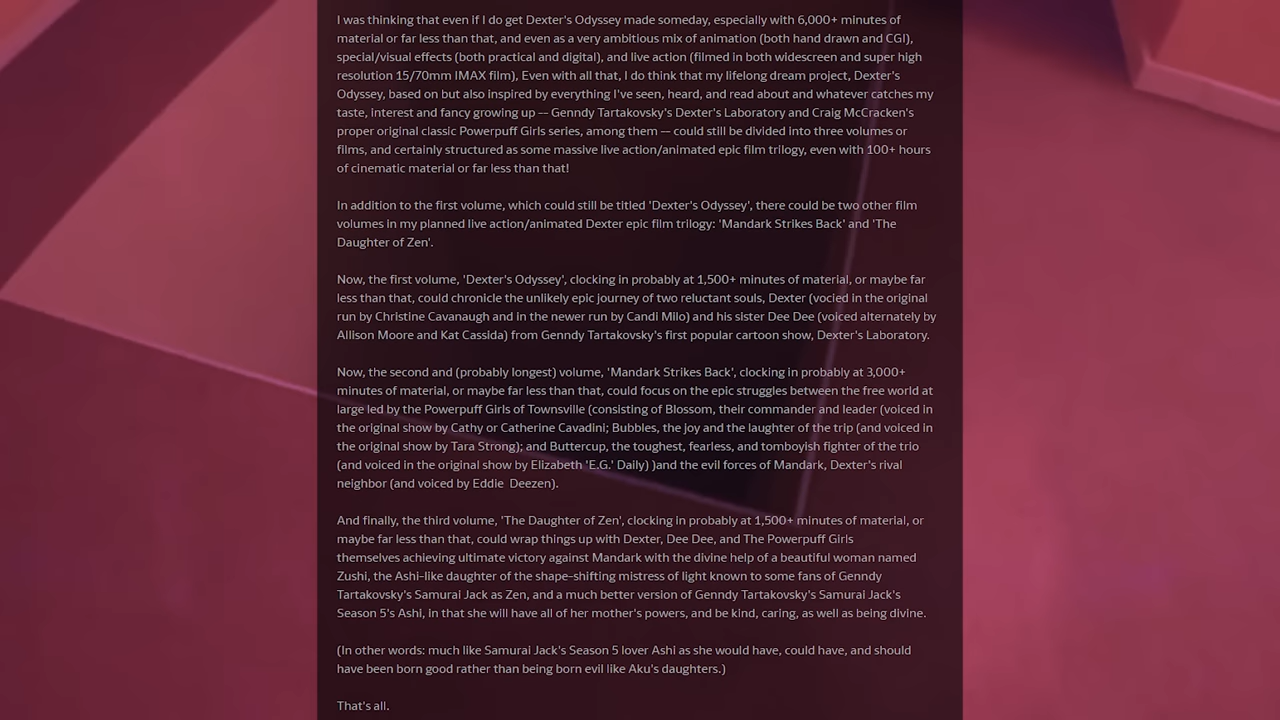 I was thinking that even if I do get Dexter's Odyssey made someday, especially with 6,000+ minutes of
material or far less than that, and even as a very ambitious mix of animation (both hand drawn and CGI),
special/visual effects (both practical and digital), and live action (filmed in both widescreen and super high
resolution 15/70mm IMAX film), Even with all that, I do think that my lifelong dream project, Dexter's
Odyssey, based on but also inspired by everything I've seen, heard, and read about and whatever catches my
taste, interest and fancy growing up -- Genndy Tartakovsky's Dexter's Laboratory and Craig McCracken's
proper original classic Powerpuff Girls series, among them -- could still be divided into three volumes or
films, and certainly structured as some massive live action/animated epic film trilogy, even with 100+ hours
of cinematic material or far less than that!
In addition to the first volume, which could still be titled 'Dexter's Odyssey', there could be two other film
volumes in my planned live action/animated Dexter epic film trilogy: 'Mandark Strikes Back' and 'The
Daughter of Zen'.
Now, the first volume, 'Dexter's Odyssey', clocking in probably at 1,500+ minutes of material, or maybe far
less than that, could chronicle the unlikely epic journey of two reluctant souls, Dexter (vocied in the original
run by Christine Cavanaugh and in the newer run by Candi Milo) and his sister Dee Dee (voiced alternately by
Allison Moore and Kat Cassida) from Genndy Tartakovsky's first popular cartoon show, Dexter's Laboratory.
Now, the second and (probably longest) volume, 'Mandark Strikes Back', clocking in probably at 3,000+
minutes of material, or maybe far less than that, could focus on the epic struggles between the free world at
large led by the Powerpuff Girls of Townsville (consisting of Blossom, their commander and leader (voiced in
the original show by Cathy or Catherine Cavadini; Bubbles, the joy and the laughter of the trip (and voiced in
the original show by Tara Strong); and Buttercup, the toughest, fearless, and tomboyish fighter of the trio
(and voiced in the original show by Elizabeth 'E.G.' Daily) )and the evil forces of Mandark, Dexter's rival
neighbor (and voiced by Eddie  Deezen).
And finally, the third volume, 'The Daughter of Zen', clocking in probably at 1,500+ minutes of material, or
maybe far less than that, could wrap things up with Dexter, Dee Dee, and The Powerpuff Girls
themselves achieving ultimate victory against Mandark with the divine help of a beautiful woman named
Zushi, the Ashi-like daughter of the shape-shifting mistress of light known to some fans of Genndy
Tartakovsky's Samurai Jack as Zen, and a much better version of Genndy Tartakovsky's Samurai Jack's
Season 5's Ashi, in that she will have all of her mother's powers, and be kind, caring, as well as being divine.
(In other words: much like Samurai Jack's Season 5 lover Ashi as she would have, could have, and should
have been born good rather than being born evil like Aku's daughters.)
That's all.